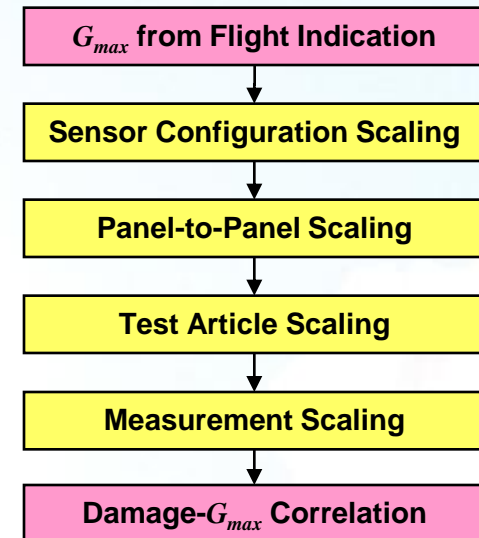 G_max from Flight Indication
Sensor Configuration Scaling
Panel-to-Panel Scaling
Test Article Scaling
Measurement Scaling
Damage-G_max Correlation